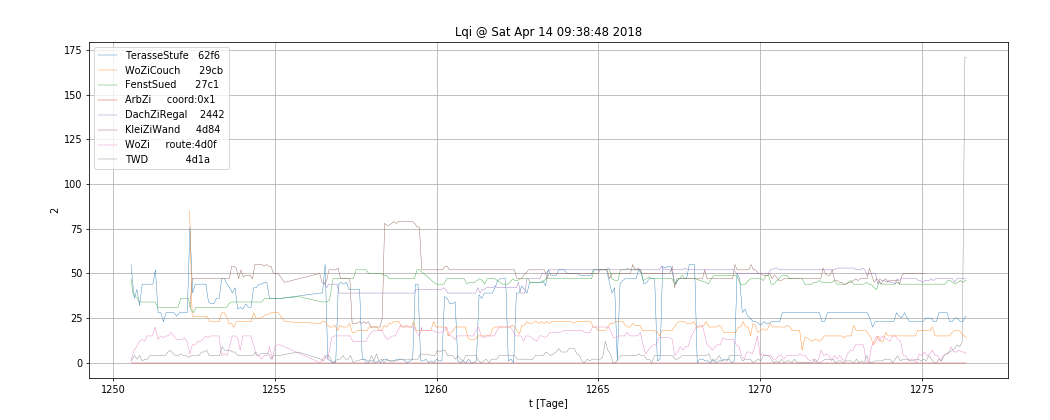 Lqi @ Sat Apr 14 09:38:48 2018
175
150
125
100
75
50
25
0
2
TerasseStufe 62f6
WoZiCouch 29cb
FenstSued 27c1
ArbZi coord:0x1
DachZiRegal 2442
KleiZiWand 4d84
WoZi route:4d0f
TWD 4d1a
1250 1255 1260 1265 1270 1275
t [Tage]